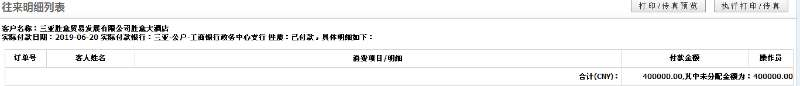 往来明细列表 打印/传真预览 执行打印/传真
客户名称：三亚胜意贸易发展有限公司胜意大酒店
实际付款日期：2019-06-20 实际付款银行：三亚-公户-工商银行政务中心支行 性质：已付款，具体明细如下：
订单号 客人姓名 消费项目/明细 付款金额 操作员
合计(CNY)： 400000.00,其中未分配金额为：400000.00